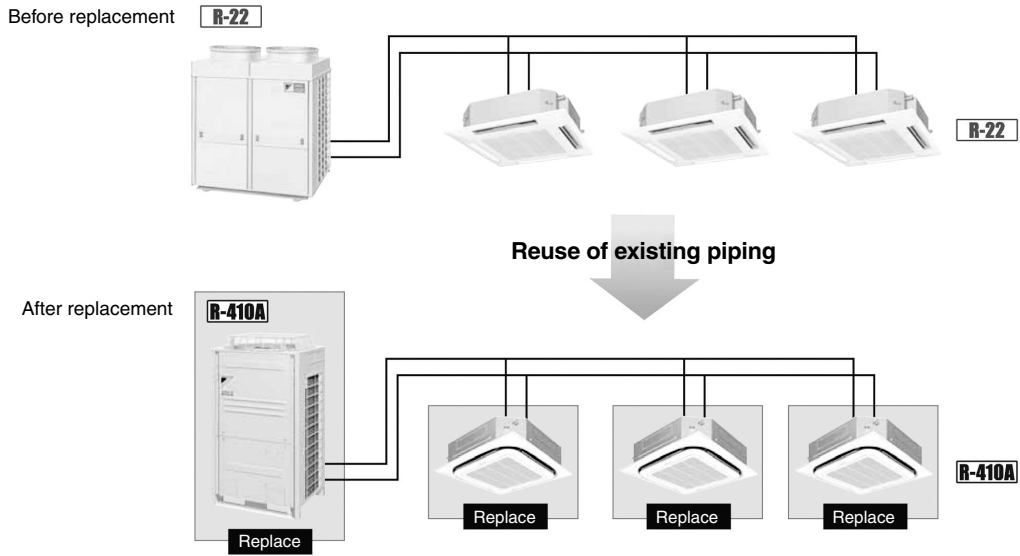 Before replacement
R-22
R-22
Reuse of existing piping
After replacement
R-410A
R-410A
Replace
Replace
Replace
Replace